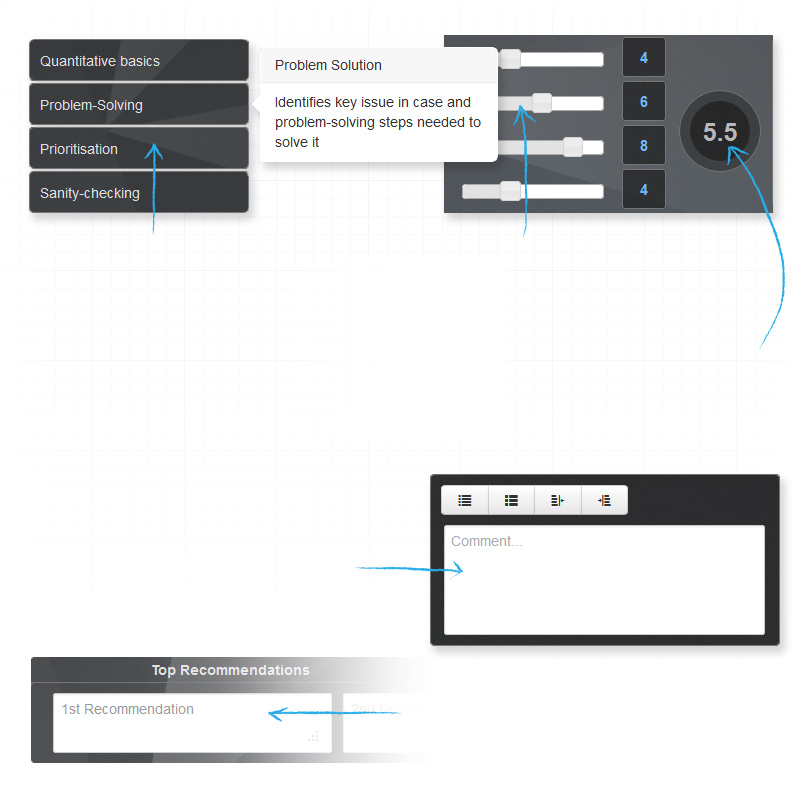 Quantitative basics
Problem-Solving
Prioritisation
Sanity-checking
Problem Solution
Identifies key issue in case and
problem-solving steps needed to
solve it
4
6
8
4
5.5
Comment...
Top Recommendations
1st Recommendation